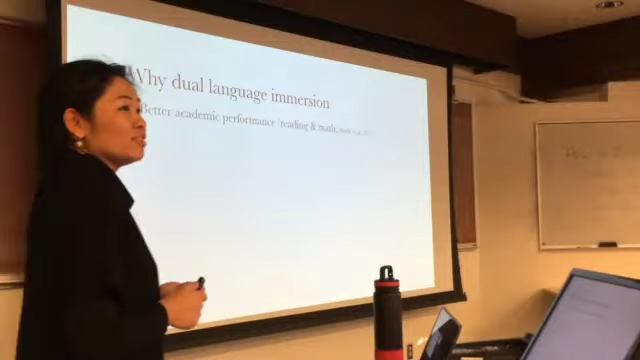 Why dual language immersion
Better academic performance (reading & math,